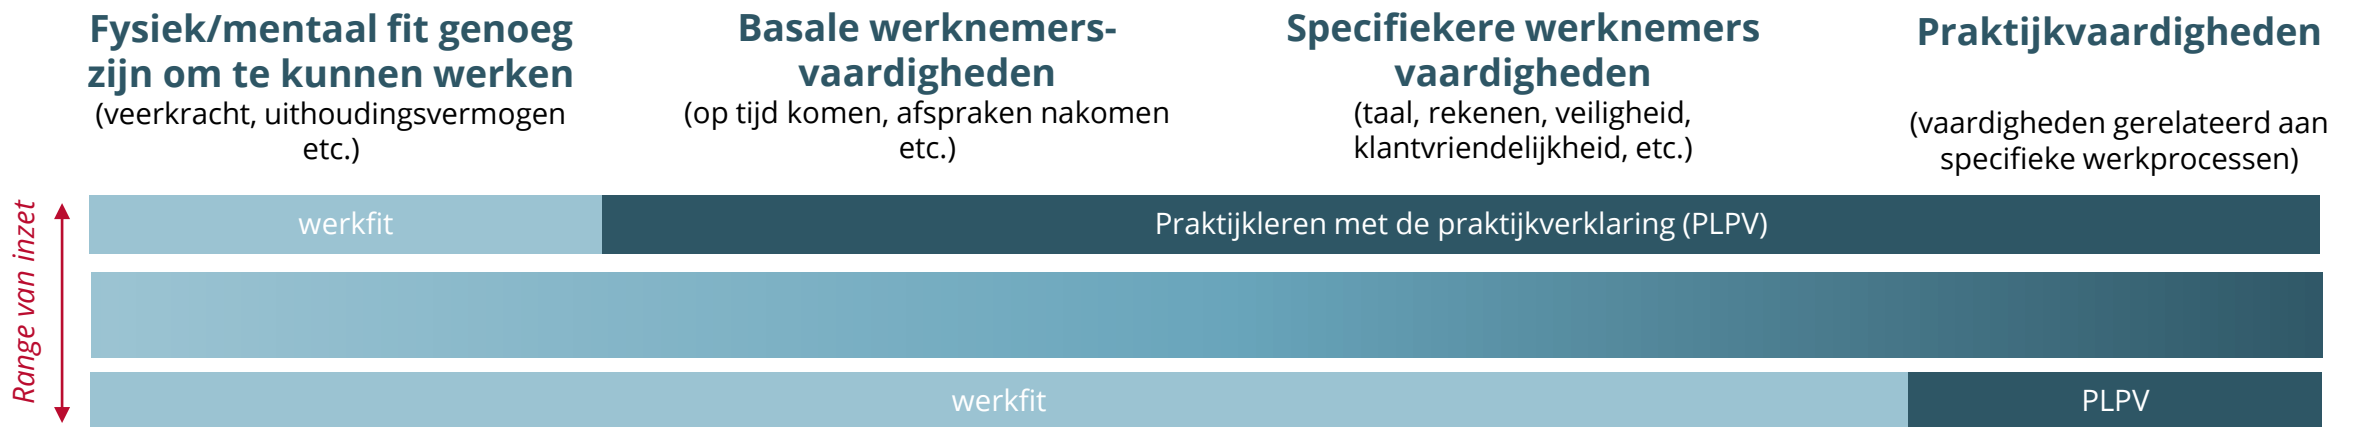 Fysiek/mentaal fit genoeg
zijn om te kunnen werken
(veerkracht, uithoudingsvermogen
etc.)
Basale werknemers-
vaardigheden
(op tijd komen, afspraken nakomen
etc.)
Specifiekere werknemers
vaardigheden
(taal, rekenen, veiligheid,
klantvriendelijkheid, etc.)
Praktijkvaardigheden
(vaardigheden gerelateerd aan
specifieke werkprocessen)
Range van inzet
werkfit
Praktijkleren met de praktijkverklaring (PLPV)
werkfit
PLPV